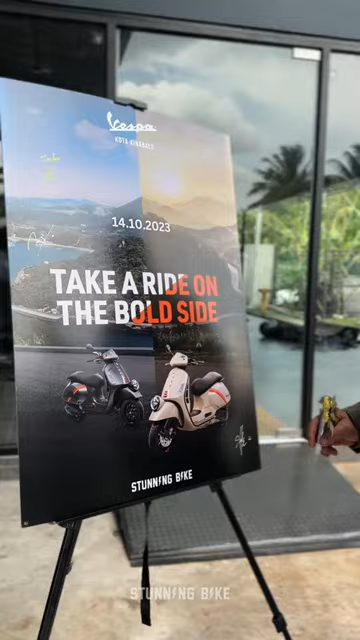 Vespa
KOTA KINABALU
14.10.2023
TAKE A RIDE ON
THE BOLD SIDE
STUNNING BIKE
STUNNING BIKE